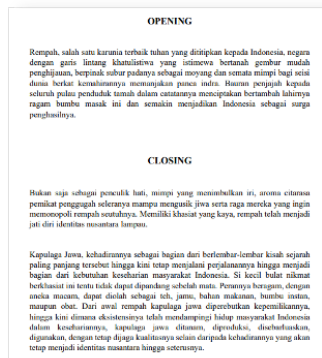 OPENING
Rempah, salah satu karunia terbaik tuhan yang dititipkan kepada Indonesia, negara
dengan garis lintang khatulistiwa yang istimewa bertanah gembur mudah
penghijauan, berpinak subur padanya sebagai moyang dan semata mimpi bagi seisi
dunia berkat kemahirannya memanjakan panca indra. Bauran penjajah kepada
seluruh pulau penduduk tamah dalam catatannya menciptakan bertambah lahirnya
ragam bumbu masak ini dan semakin menjadikan Indonesia sebagai surga
penghasilnya.
CLOSING
Bukan saja sebagai penculik hati, mimpi yang menimbulkan iri, aroma citarasa
pemikat penggugah seleranya mampu mengusik jiwa serta raga mereka yang ingin
memonopoli rempah seutuhnya. Memiliki khasiat yang kaya, rempah telah menjadi
jati diri identitas nusantara lampau.
Kapulaga Jawa, kehadirannya sebagai bagian dari berlembar-lembar kisah sejarah
paling panjang tersebut hingga kini tetap menjalani perjalanannya hingga menjadi
bagian dari kebutuhan keseharian masyarakat Indonesia. Si kecil bulat nikmat
berkhasiat ini tentu tidak dapat dipandang sebelah mata. Perannya beragam, dengan
aneka macam, dapat diolah sebagai teh, jamu, bahan makanan, bumbu instan,
maupun obat. Dari awal rempah kapulaga jawa diperebutkan kepemilikannya,
hingga kini dimana eksistensinya telah mendampingi hidup masyarakat Indonesia
dalam kesehariannya, kapulaga jawa ditanam, diproduksi, disebarluaskan,
digunakan, dengan tetap dijaga kualitasnya selain daripada kehadirannya yang akan
tetap menjadi identitas nusantara hingga seterusnya.